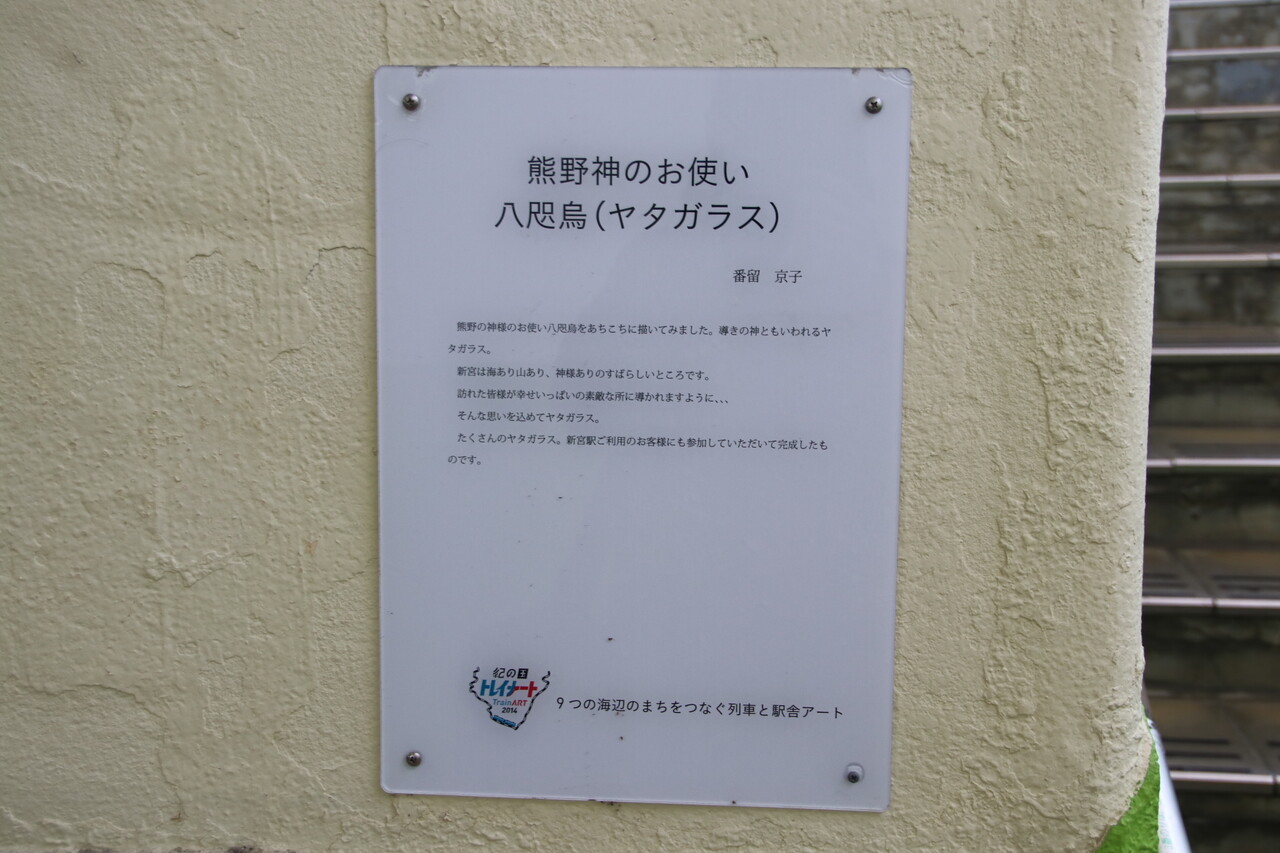 熊野神のお使い
八咫烏(ヤタガラス)
番留　京子
熊野の神様のお使い八咫烏をあちこちに描いてみました。導きの神ともいわれるヤ
タガラス。
新宮は海あり山あり、神様ありのすばらしいところです。
訪れた皆様が幸せいっぱいの素敵な所に導かれますように、、、
そんな思いを込めてヤタガラス。
たくさんのヤタガラス。新宮駅ご利用のお客様にも参加していただいて完成したも
のです。
紀の国
トレイナート
TrainART
2014
9つの海辺のまちをつなぐ列車と駅舎アート